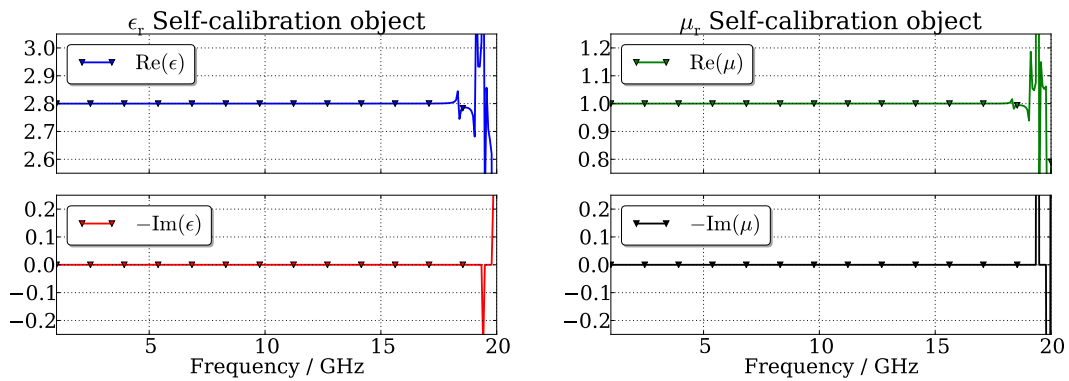 ϵr Self-calibration object
3.0
2.9
2.8
2.7
2.6
Re(ϵ)
0.2
0.1
0.0
−0.1
−0.2
−Im(ϵ)
5 10 15 20
Frequency / GHz
μr Self-calibration object
1.2
1.1
1.0
0.9
0.8
Re(μ)
0.2
0.1
0.0
−0.1
−0.2
−Im(μ)
5 10 15 20
Frequency / GHz